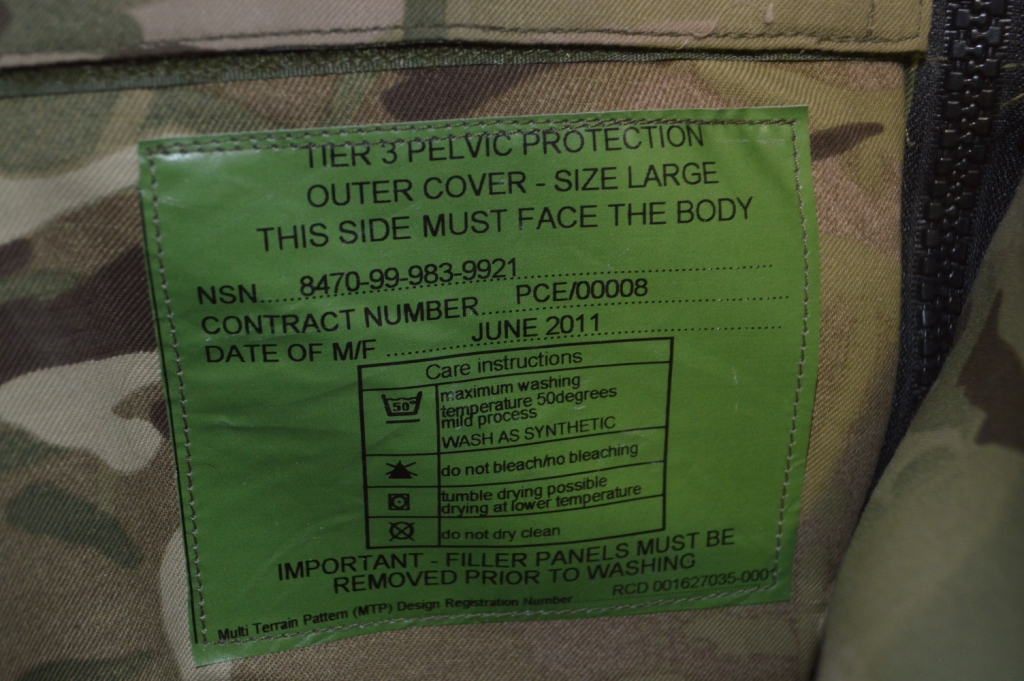 TIER 3 PELVIC PROTECTION
OUTER COVER - SIZE LARGE
THIS SIDE MUST FACE THE BODY
NSN....8470-99-983-9921
CONTRACT NUMBER...PCE/00008
DATE OF M/F ............JUNE 2011
Care instructions
50°
maximum washing
temperature 50degrees
mild process
WASH AS SYNTHETIC
do not bleach/no bleaching
tumble drying possible
drying at lower temperature
do not dry clean
IMPORTANT - FILLER PANELS MUST BE
REMOVED PRIOR TO WASHING
RCD 001627035-0001
Multi Terrain Pattern (MTP) Design Registration Number